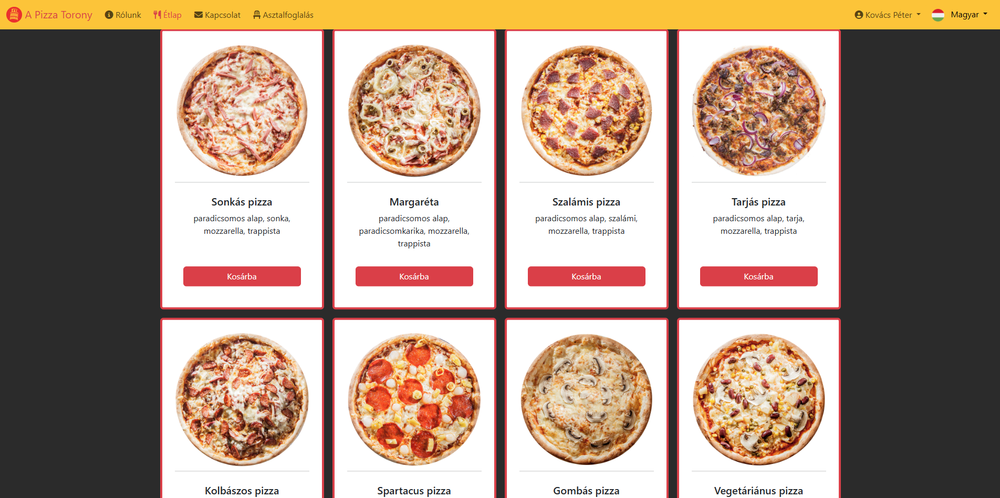 A Pizza Torony Rólunk Étlap Kapcsolat Asztalfoglalás Kovács Péter Magyar
Sonkás pizza
paradicsomos alap, sonka,
mozzarella, trappista
Kosárba
Margaréta
paradicsomos alap,
paradicsomkarika, mozzarella,
trappista
Kosárba
Szalámis pizza
paradicsomos alap, szalámi,
mozzarella, trappista
Kosárba
Tarjás pizza
paradicsomos alap, tarja,
mozzarella, trappista
Kosárba
Kolbászos pizza
Spartacus pizza
Gombás pizza
Vegetáriánus pizza